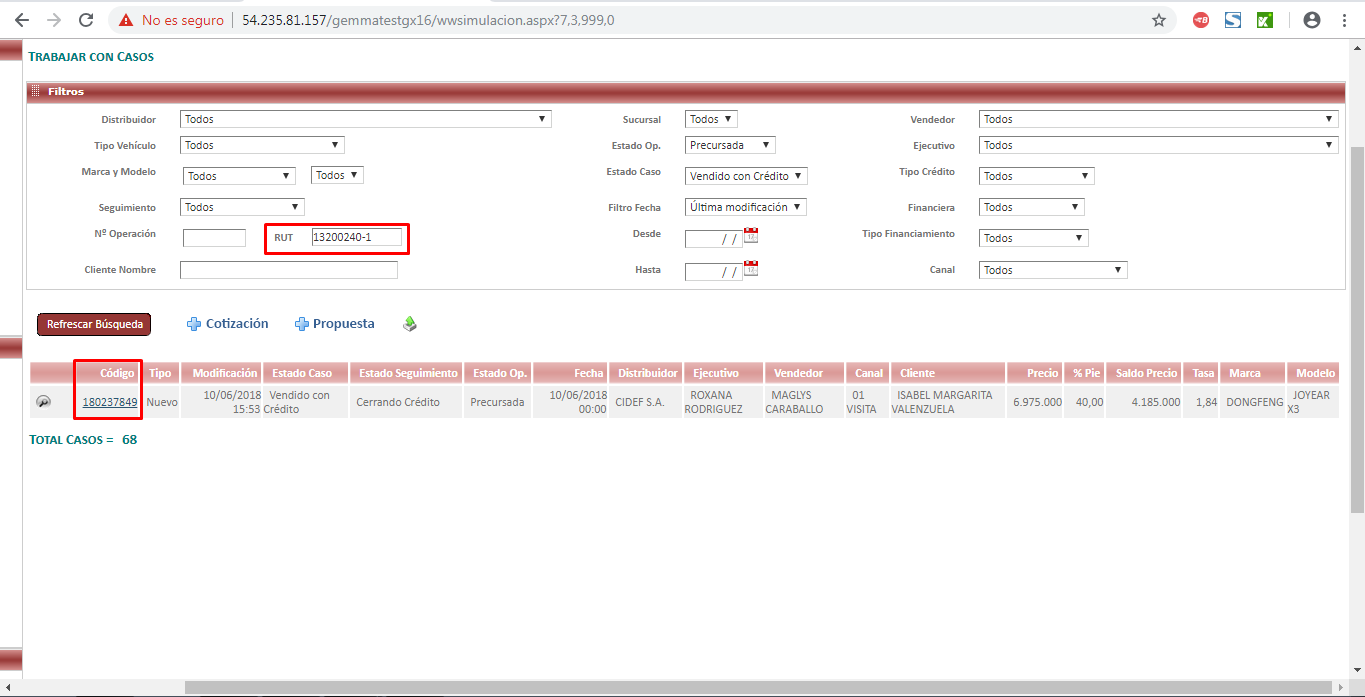 No es seguro | 54.235.81.157/gemmatestgx16/wwsimulacion.aspx?7,3,999,0
TRABAJAR CON CASOS
Filtros
Distribuidor Todos Sucursal Todos Vendedor Todos
Tipo Vehículo Todos Estado Op. Precursada Ejecutivo Todos
Marca y Modelo Todos Todos Estado Caso Vendido con Crédito Tipo Crédito Todos
Seguimiento Todos Filtro Fecha Última modificación Financiera Todos
Nº Operación RUT 13200240-1 Desde / / Tipo Financiamiento Todos
Cliente Nombre Hasta / / Canal Todos
Refrescar Búsqueda Cotización Propuesta
Código Tipo Modificación Estado Caso Estado Seguimiento Estado Op. Fecha Distribuidor Ejecutivo Vendedor Canal Cliente Precio % Pie Saldo Precio Tasa Marca Modelo
180237849 Nuevo 10/06/2018 15:53 Vendido con Crédito Cerrando Crédito Precursada 10/06/2018 00:00 CIDEF S.A. ROXANA RODRIGUEZ MAGLYS CARABALLO 01 VISITA ISABEL MARGARITA VALENZUELA 6.975.000 40,00 4.185.000 1,84 DONGFENG JOYEAR X3
TOTAL CASOS = 68